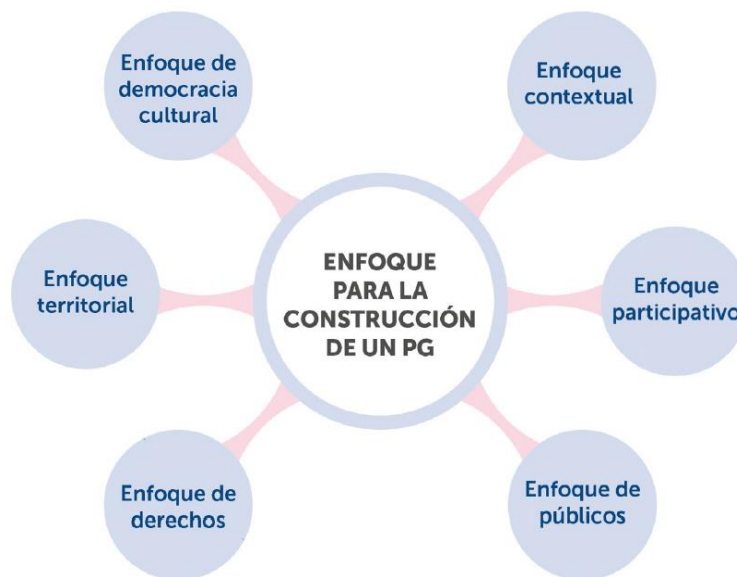 Enfoque de
democracia
cultural
Enfoque
contextual
Enfoque
territorial
ENFOQUE
PARA LA
CONSTRUCCIÓN
DE UN PG
Enfoque
participativo
Enfoque de
derechos
Enfoque de
públicos